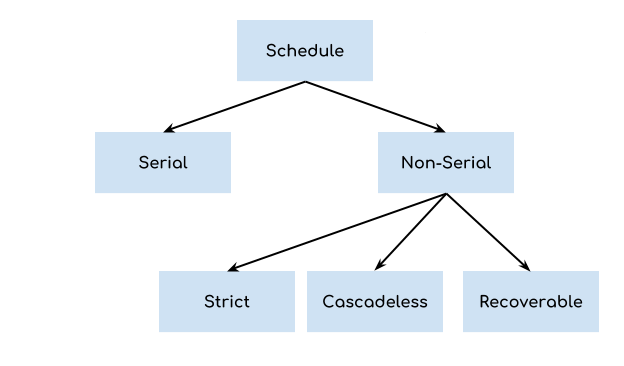 Schedule
Serial
Non-Serial
Strict
Cascadeless
Recoverable